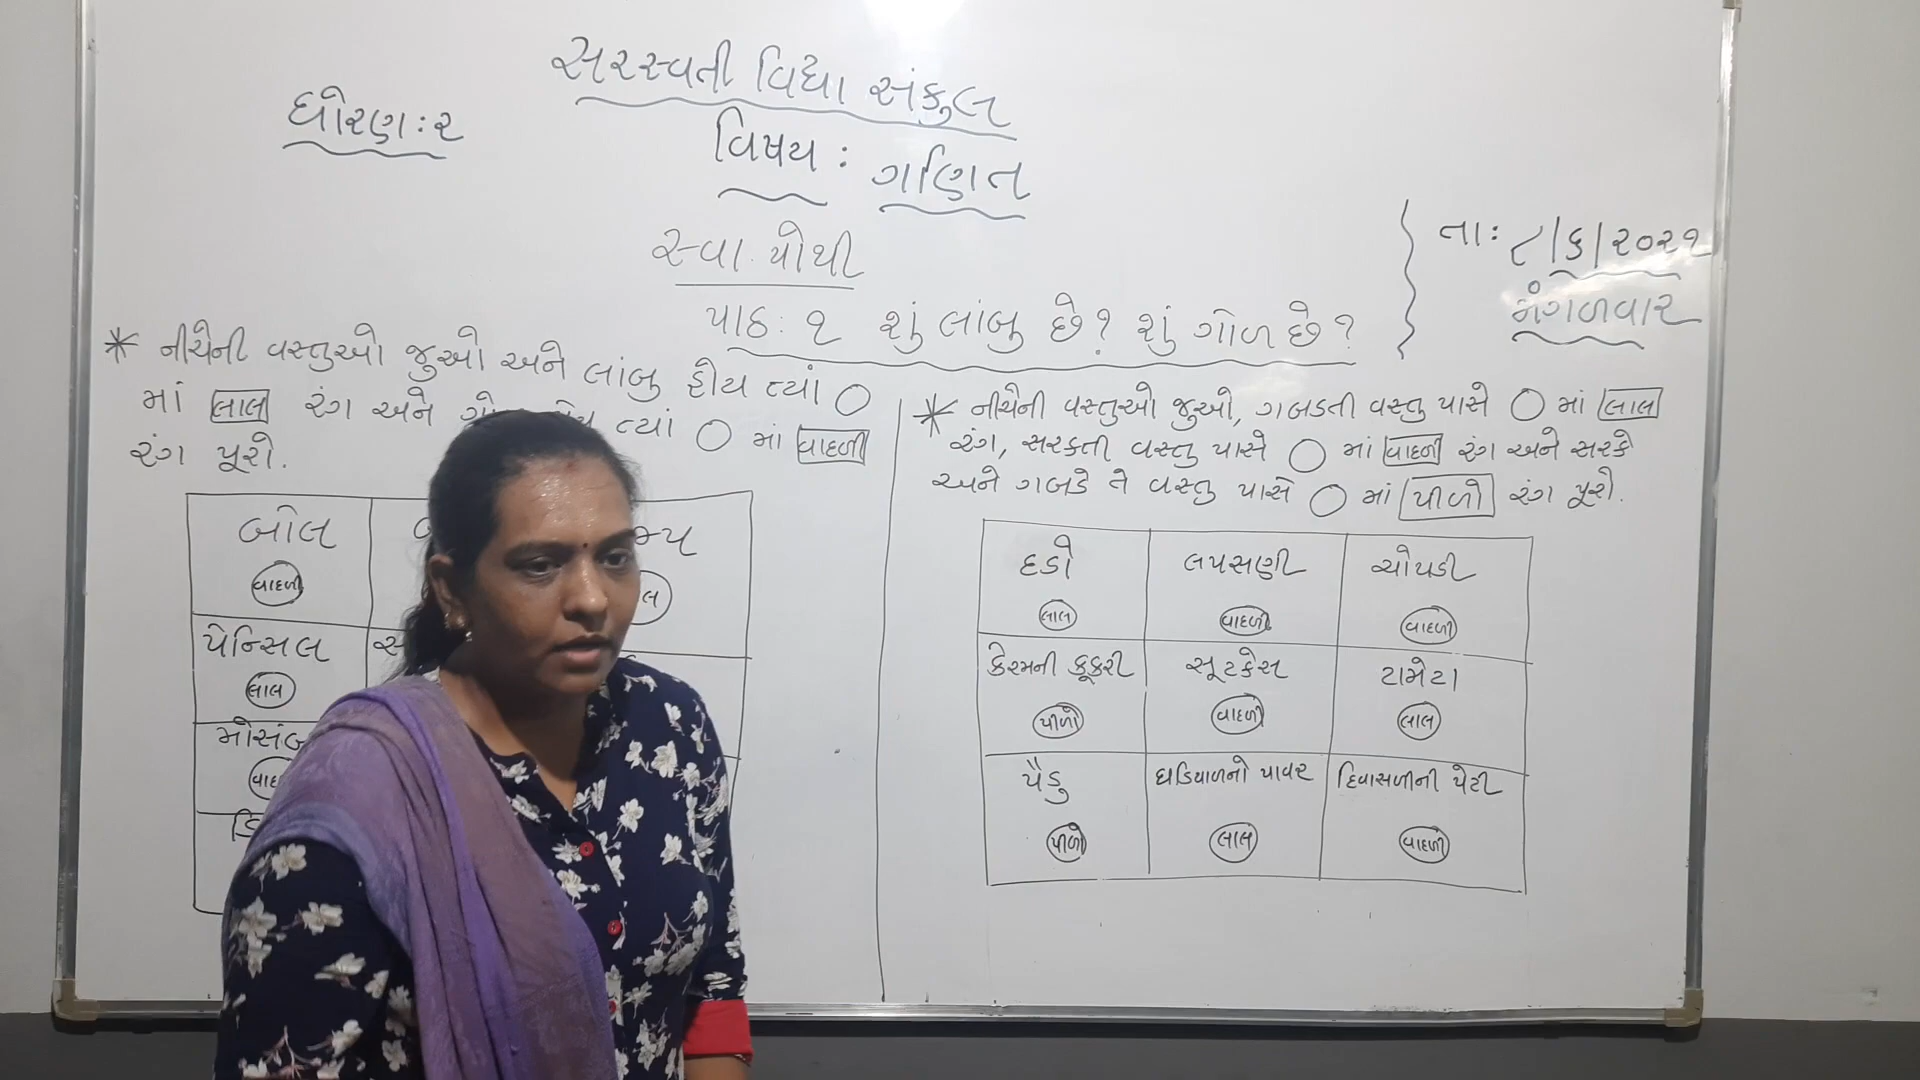 સરસ્વતી વિદ્યા સંકુલ
ધોરણ : ૨
વિષય : ગણિત
સ્વા. પોથી
તા: ૮/૬/૨૦૨૧
મંગળવાર
પાઠ: ૧ શું લાંબુ છે? શું ગોળ છે?
* નીચેની વસ્તુઓ જુઓ અને લાંબુ હોય ત્યાં ○
માં લાલ રંગ અને ત્યાં ○ માં વાદળી
રંગ પૂરો.
બોલ
વાદળી
પેન્સિલ
લાલ
* નીચેની વસ્તુઓ જુઓ, ગબડતી વસ્તુ પાસે ○ માં લાલ
રંગ, સરકતી વસ્તુ પાસે ○ માં વાદળી રંગ અને સરકે
અને ગબડે તે વસ્તુ પાસે ○ માં પીળો રંગ પૂરો.
દડો લપસણી ચોપડી
લાલ વાદળી વાદળી
કેરમની કૂકરી સૂટકેસ ટામેટા
પીળો વાદળી લાલ
પૈડુ ઘડિયાળનો પાવર દિવાસળીની પેટી
પીળો લાલ વાદળી